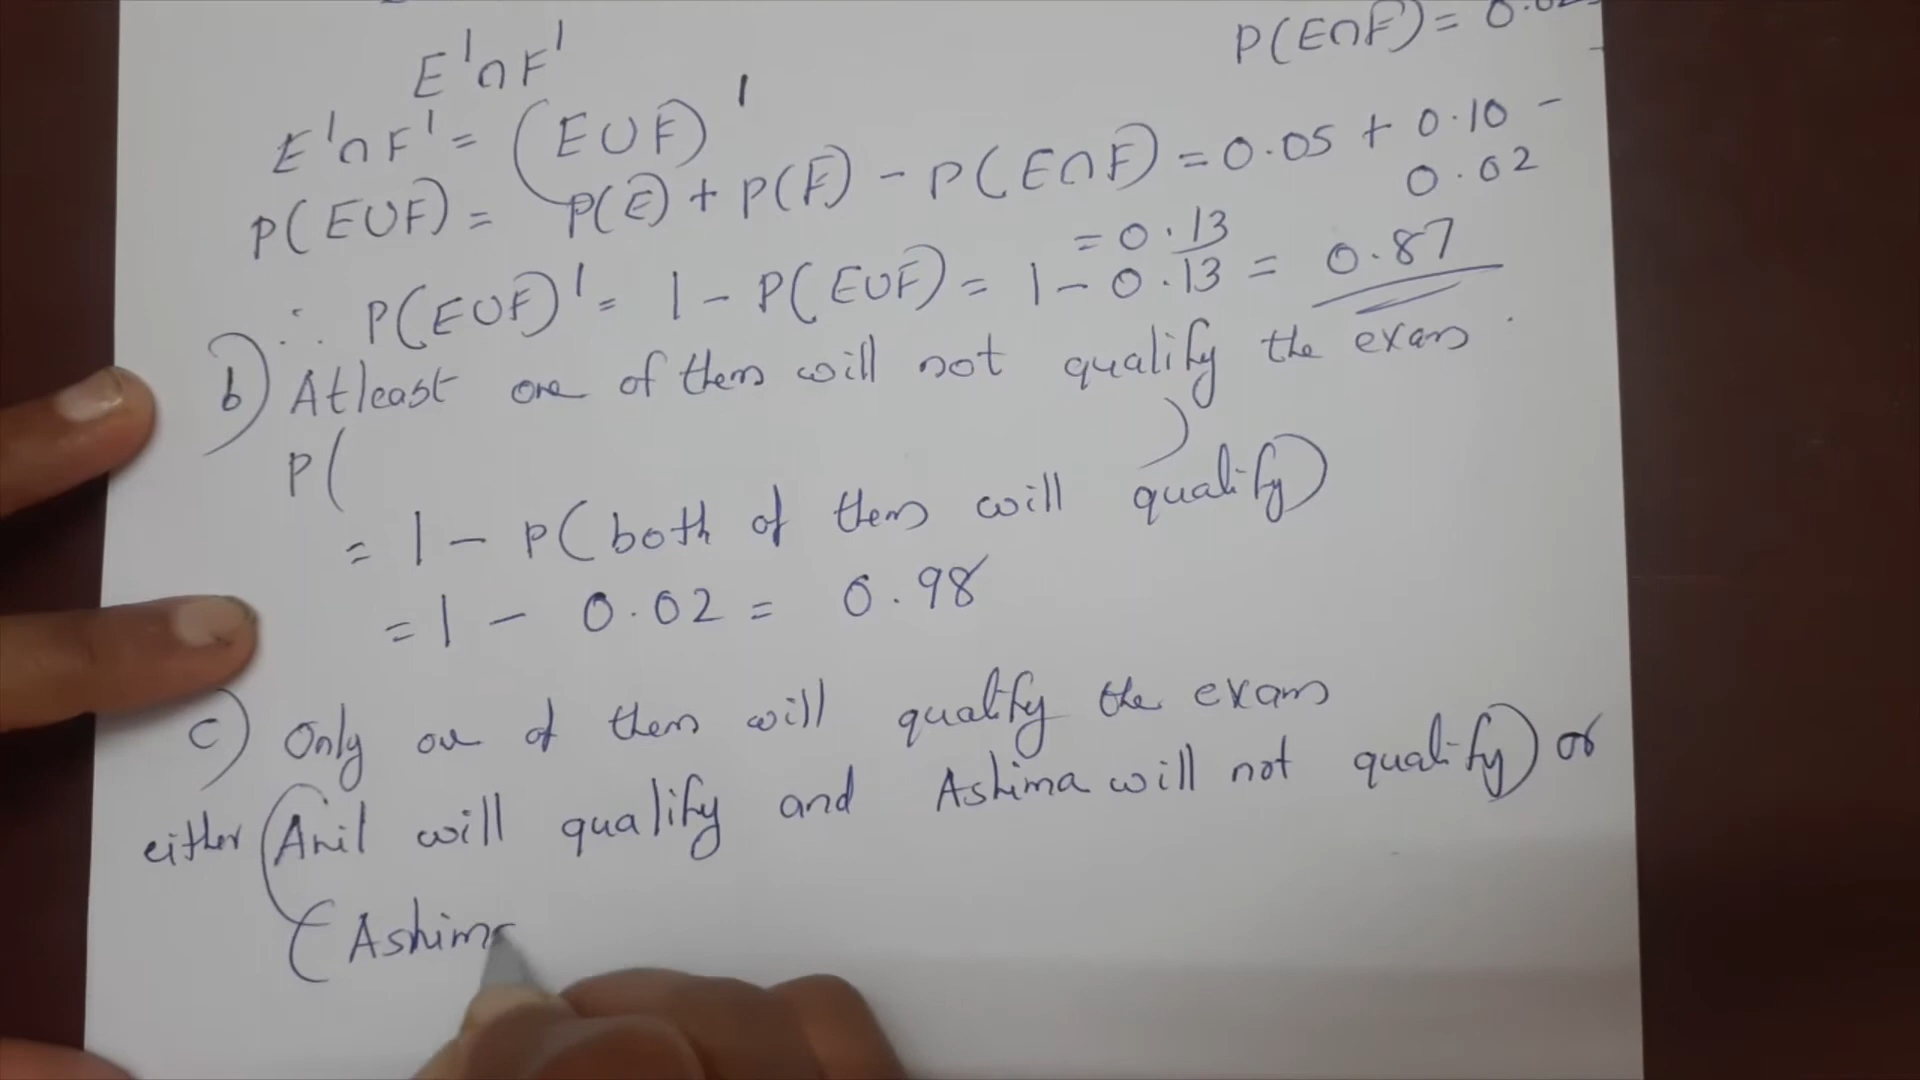 P(E∩F) = 0.02
E'∩F'
E'∩F' = (E∪F)'
P(E∪F) = P(E) + P(F) - P(E∩F) = 0.05 + 0.10 -
0.02
= 0.13
∴ P(E∪F)' = 1 - P(E∪F) = 1 - 0.13 = 0.87
b) Atleast one of them will not qualify the exam.
P( )
= 1 - P(both of them will qualify)
= 1 - 0.02 = 0.98
c) Only one of them will qualify the exam
either (Anil will qualify and Ashima will not qualify) or
(Ashima